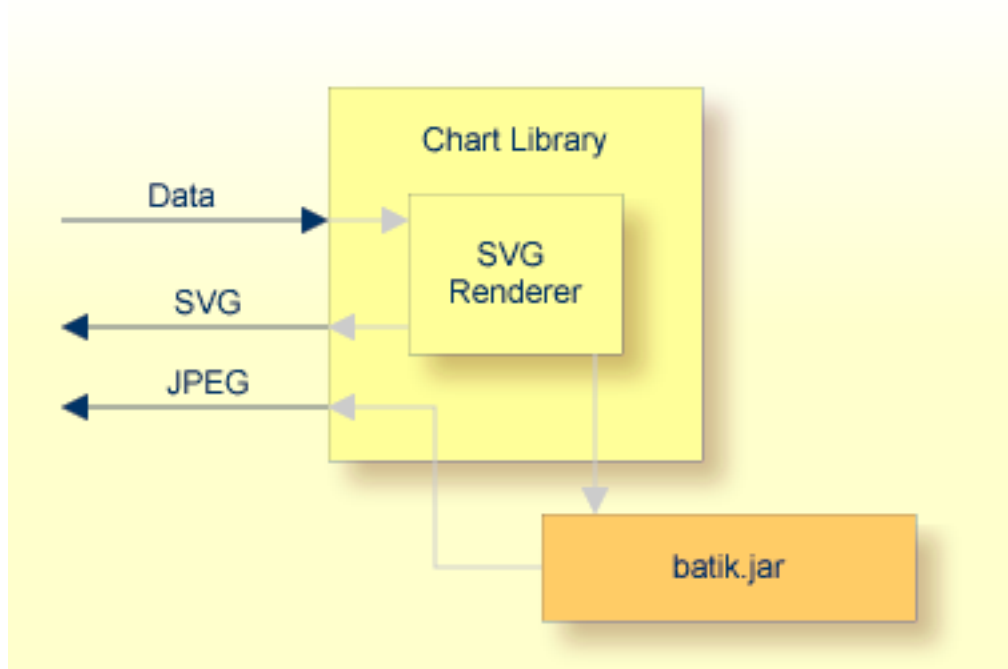 Chart Library
Data
SVG
Renderer
SVG
JPEG
batik.jar